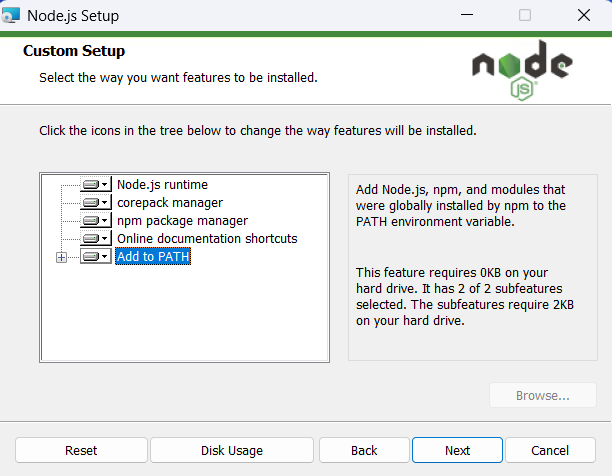 Node.js Setup
Custom Setup
Select the way you want features to be installed.
node
JS
Click the icons in the tree below to change the way features will be installed.
Node.js runtime
corepack manager
npm package manager
Online documentation shortcuts
Add to PATH
Add Node.js, npm, and modules that
were globally installed by npm to the
PATH environment variable.
This feature requires 0KB on your
hard drive. It has 2 of 2 subfeatures
selected. The subfeatures require 2KB
on your hard drive.
Browse...
Reset
Disk Usage
Back
Next
Cancel